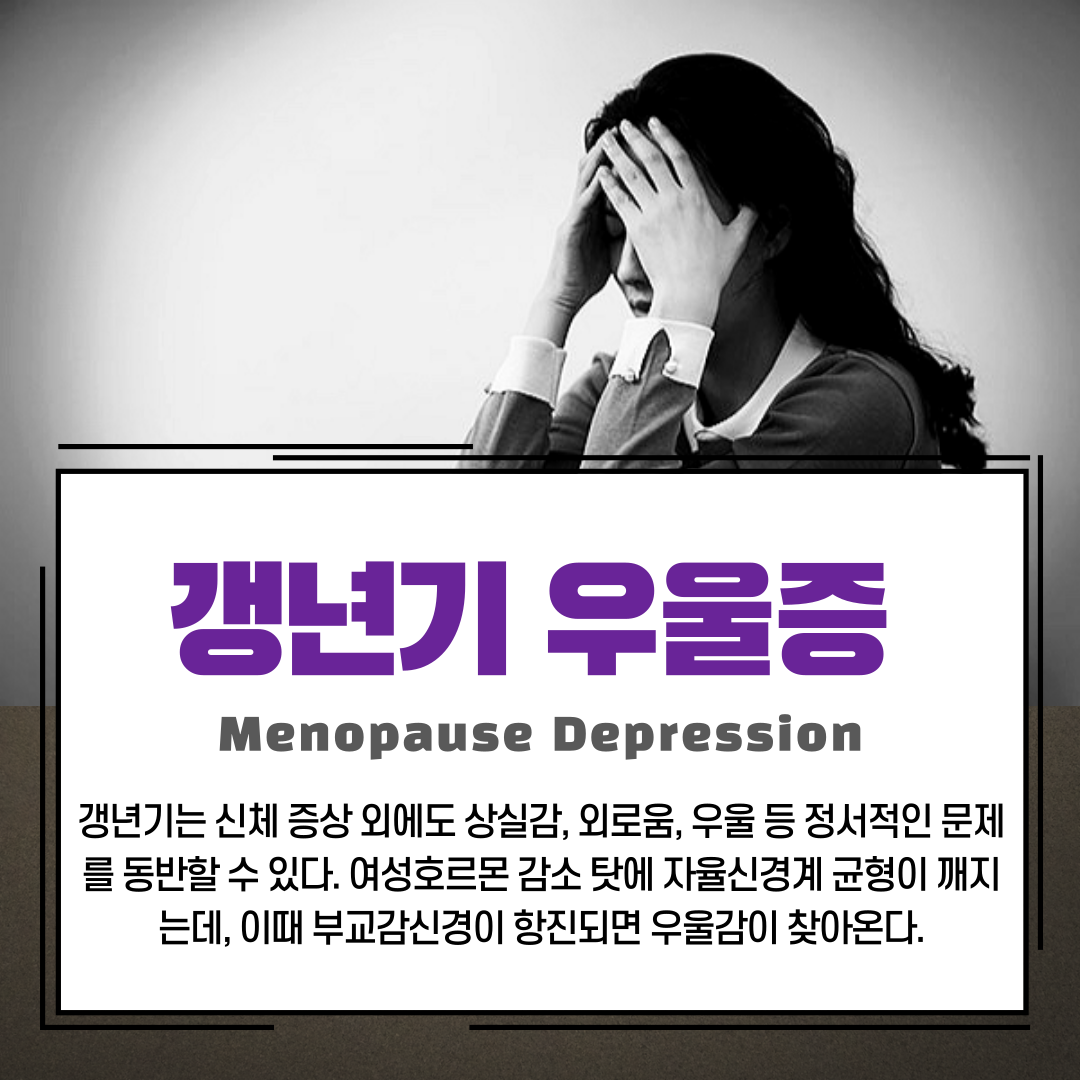 갱년기 우울증
Menopause Depression
갱년기는 신체 증상 외에도 상실감, 외로움, 우울 등 정서적인 문제
를 동반할 수 있다. 여성호르몬 감소 탓에 자율신경계 균형이 깨지
는데, 이때 부교감신경이 항진되면 우울감이 찾아온다.